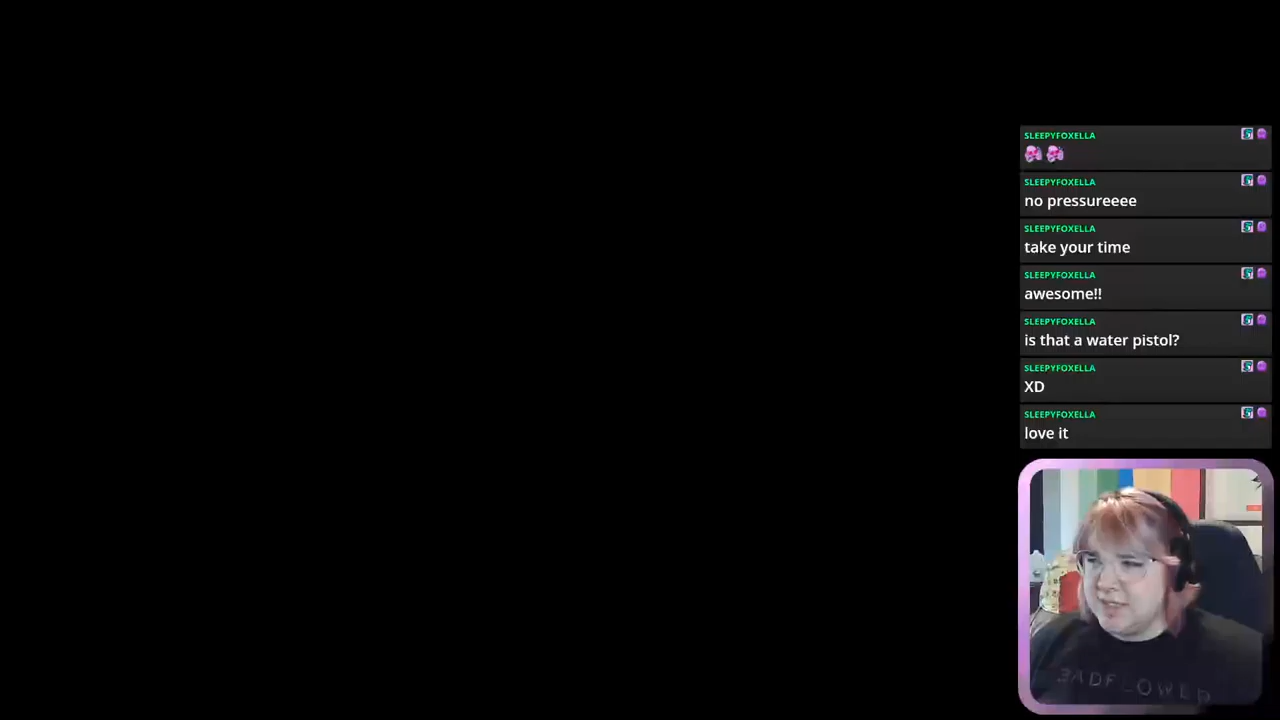 SLEEPYFOXELLA
SLEEPYFOXELLA
no pressureeee
SLEEPYFOXELLA
take your time
SLEEPYFOXELLA
awesome!!
SLEEPYFOXELLA
is that a water pistol?
SLEEPYFOXELLA
XD
SLEEPYFOXELLA
love it
BADFLOWER